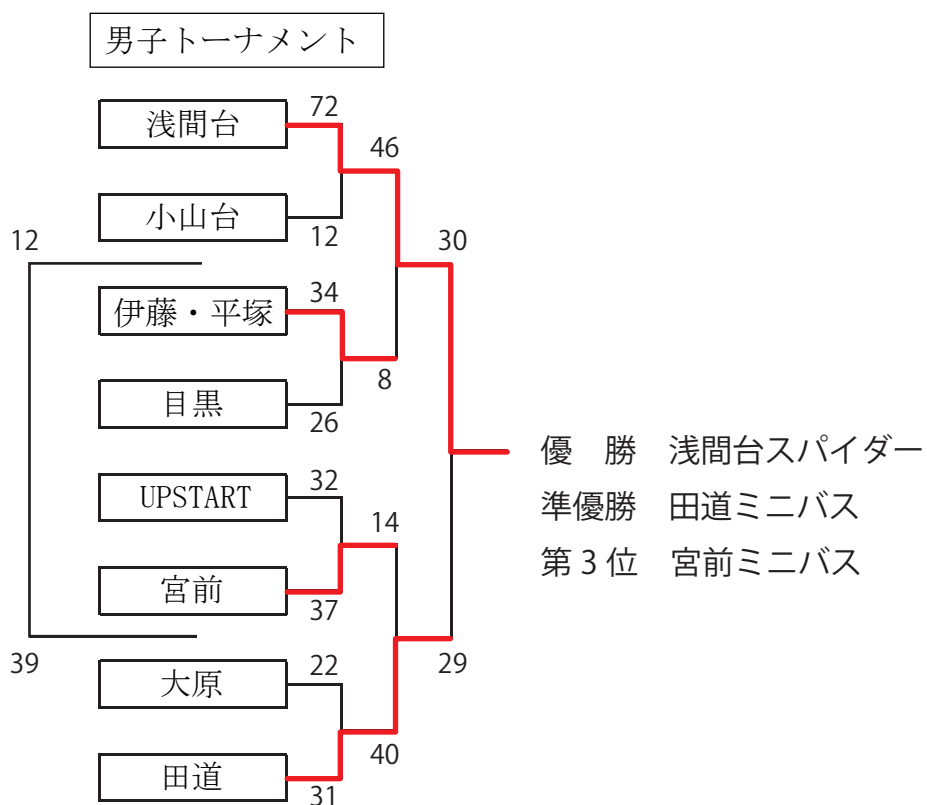 男子トーナメント
72
浅間台
46
小山台
12
12
30
34
伊藤・平塚
8
目黒
26
優　勝　浅間台スパイダー
32
UPSTART
準優勝　田道ミニバス
14
第3位　宮前ミニバス
宮前
37
39
22
29
大原
40
田道
31